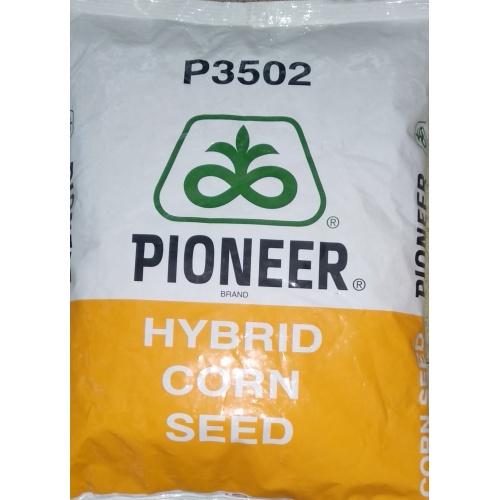 P3502
®
PIONEER®
BRAND
HYBRID
CORN
SEED
PIONEER
CORN SEED